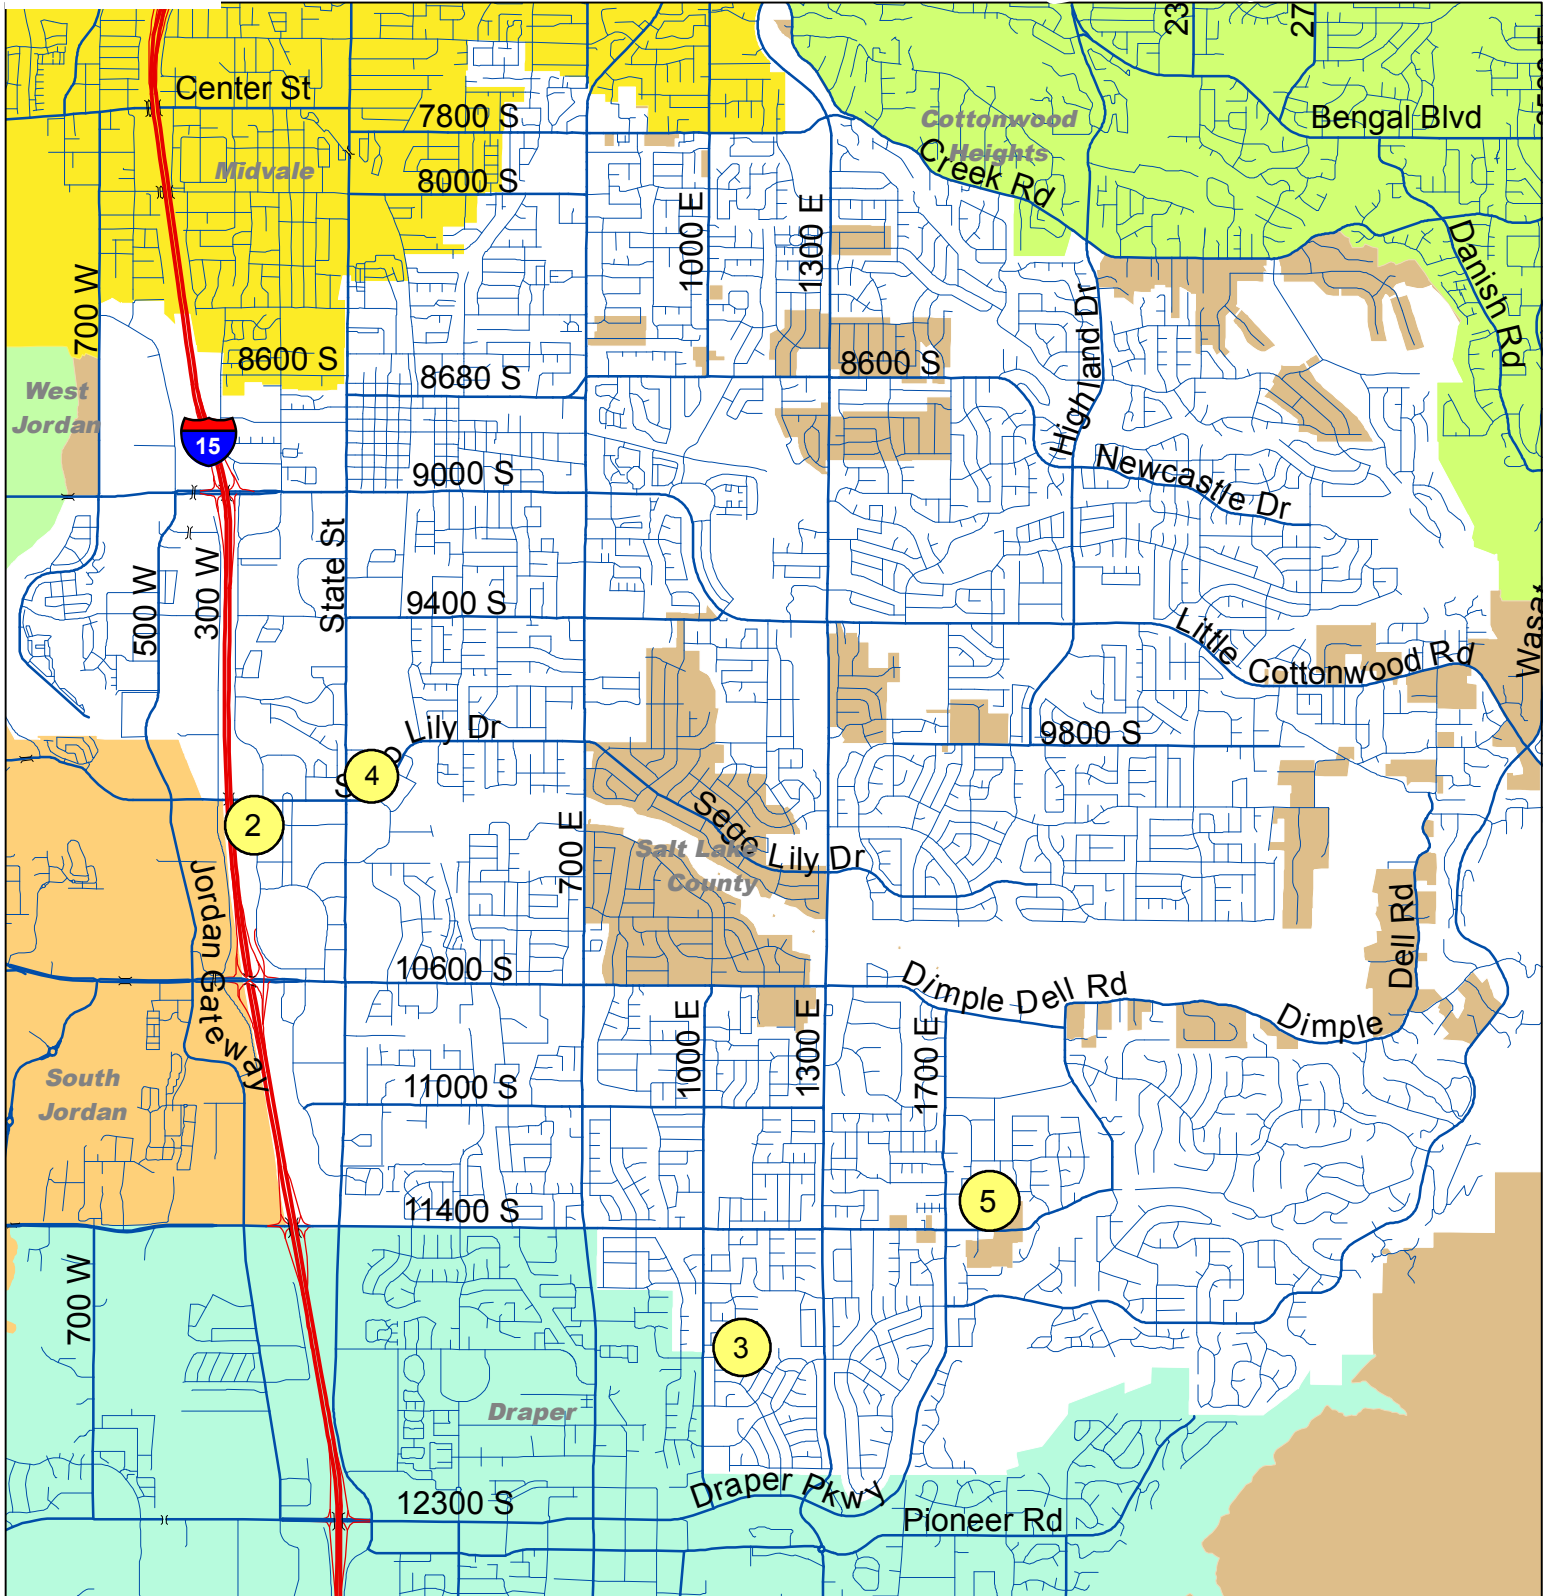 23
27
Center St
7800 S
Bengal Blvd
Cottonwood
Heights
Creek Rd
Midvale
8000 S
1000 E
1300 E
Danish Rd
700 W
Highland Dr
8600 S
8680 S
8600 S
West
Jordan
15
9000 S
Newcastle Dr
State St
300 W
500 W
9400 S
Little
Cottonwood Rd
Wasat
Lily Dr
9800 S
4
2
Sego
Lily Dr
700 E
Salt Lake
County
Jordan Gateway
Dell Rd
10600 S
Dimple Dell Rd
Dimple
1000 E
1300 E
1700 E
South
Jordan
11000 S
5
11400 S
700 W
3
Draper
12300 S
Draper Pkwy
Pioneer Rd